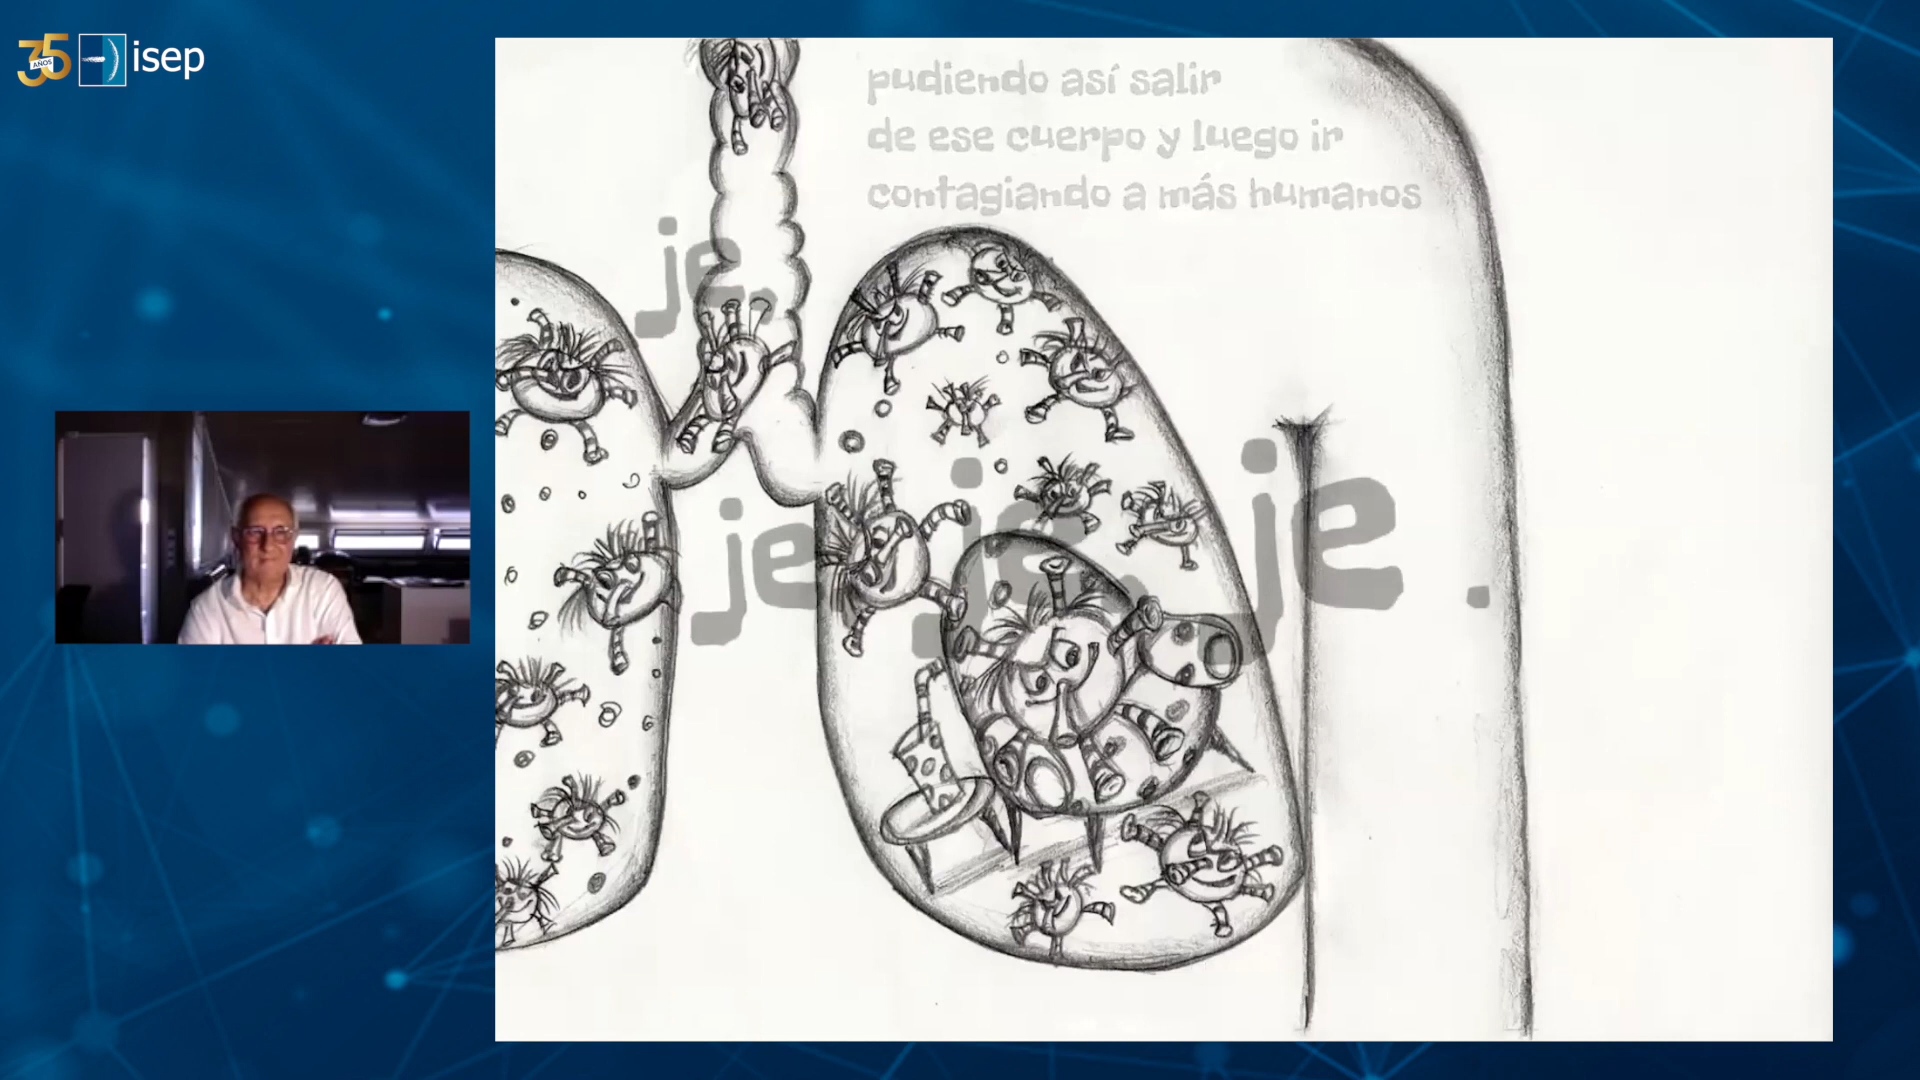 35
AÑOS
isep
pudiendo así salir
de ese cuerpo y luego ir
contagiando a más humanos
je,
je, je, je.